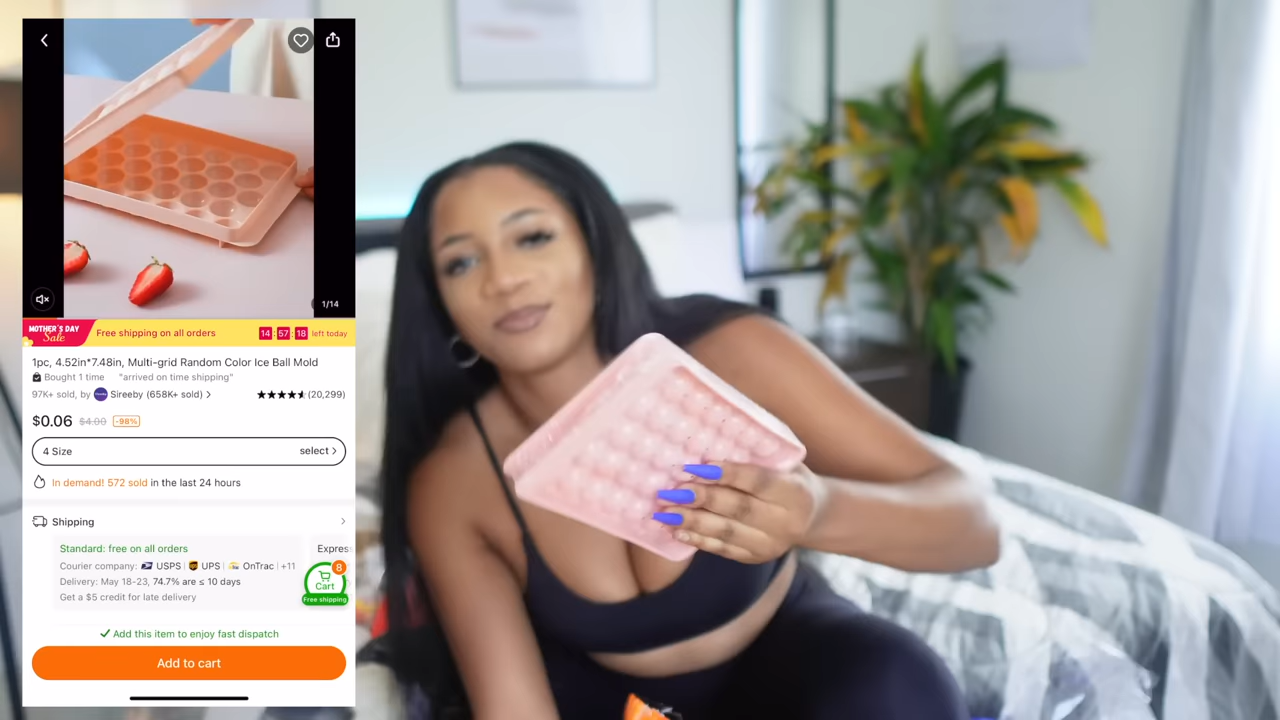 1/14
MOTHER'S DAY
Sale
Free shipping on all orders
14:57:18 left today
1pc, 4.52in*7.48in, Multi-grid Random Color Ice Ball Mold
Bought 1 time "arrived on time shipping"
97K+ sold, by Sireeby (658K+ sold) >
★★★★★ (20,299)
$0.06 $4.00 -98%
4 Size select >
In demand! 572 sold in the last 24 hours
Shipping >
Standard: free on all orders
Courier company: USPS | UPS | OnTrac | +11
Delivery: May 18-23, 74.7% are ≤ 10 days
Get a $5 credit for late delivery
Expres
8
Cart
Free shipping
Add this item to enjoy fast dispatch
Add to cart